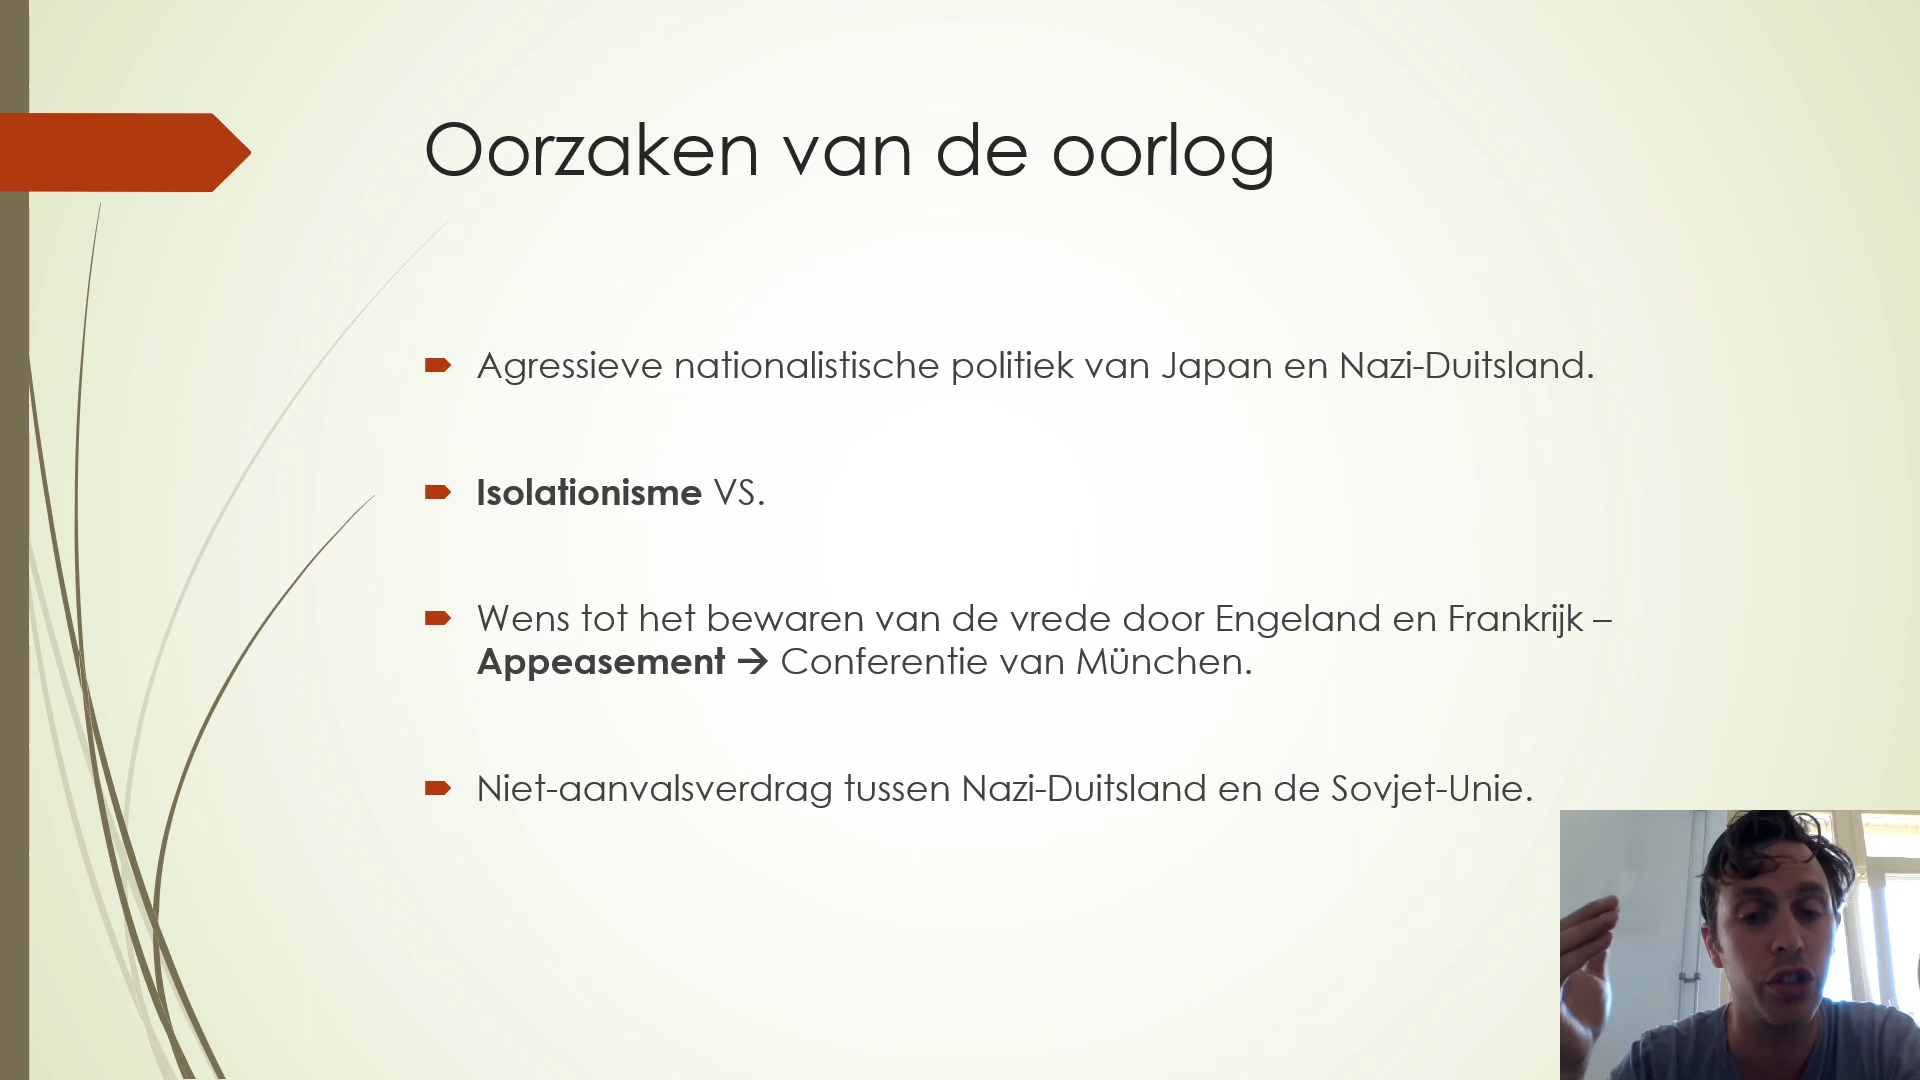 Oorzaken van de oorlog
Agressieve nationalistische politiek van Japan en Nazi-Duitsland.
Isolationisme VS.
Wens tot het bewaren van de vrede door Engeland en Frankrijk –
Appeasement → Conferentie van München.
Niet-aanvalsverdrag tussen Nazi-Duitsland en de Sovjet-Unie.